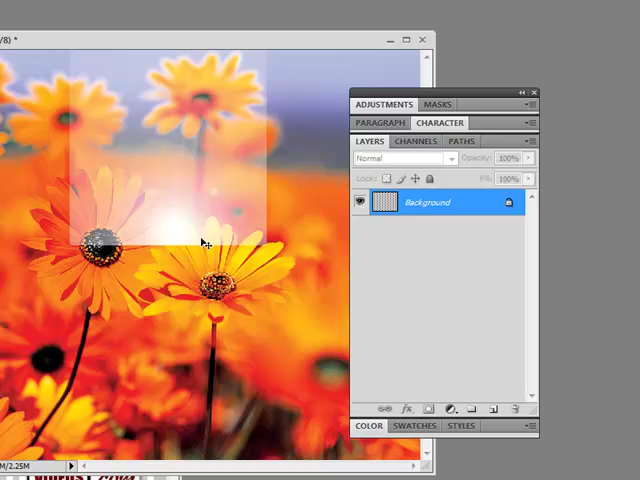 /8) *
ADJUSTMENTS MASKS
PARAGRAPH CHARACTER
LAYERS CHANNELS PATHS
Normal Opacity: 100%
Lock: Fill: 100%
Background
fx
COLOR SWATCHES STYLES
M/2.25M